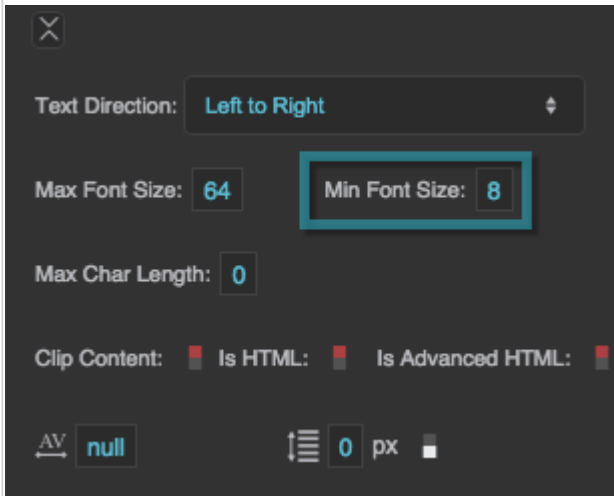 Text Direction: Left to Right
Max Font Size: 64 Min Font Size: 8
Max Char Length: 0
Clip Content: Is HTML: Is Advanced HTML:
AV null 0 px